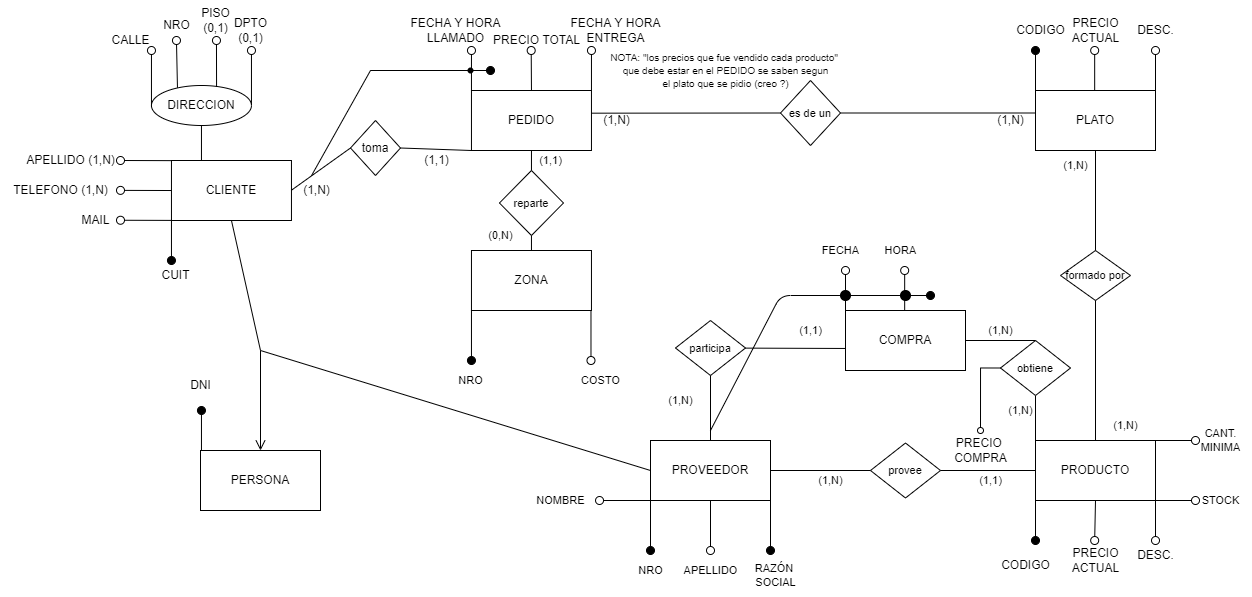 CALLE
NRO
PISO
(0,1)
DPTO
(0,1)
DIRECCION
APELLIDO (1,N)
TELEFONO (1,N)
MAIL
CLIENTE
CUIT
(1,N)
toma
(1,1)
FECHA Y HORA
LLAMADO
PRECIO TOTAL
FECHA Y HORA
ENTREGA
PEDIDO
NOTA: "los precios que fue vendido cada producto"
que debe estar en el PEDIDO se saben segun
el plato que se pidio (creo ?)
(1,N)
es de un
(1,N)
CODIGO
PRECIO
ACTUAL
DESC.
PLATO
(1,N)
formado por
(1,N)
(1,1)
reparte
(0,N)
ZONA
NRO
COSTO
FECHA
HORA
COMPRA
(1,1)
participa
(1,N)
(1,N)
obtiene
(1,N)
PRECIO
COMPRA
DNI
PERSONA
PROVEEDOR
NOMBRE
NRO
APELLIDO
RAZÓN
SOCIAL
(1,N)
provee
(1,1)
PRODUCTO
CANT.
MINIMA
STOCK
CODIGO
PRECIO
ACTUAL
DESC.